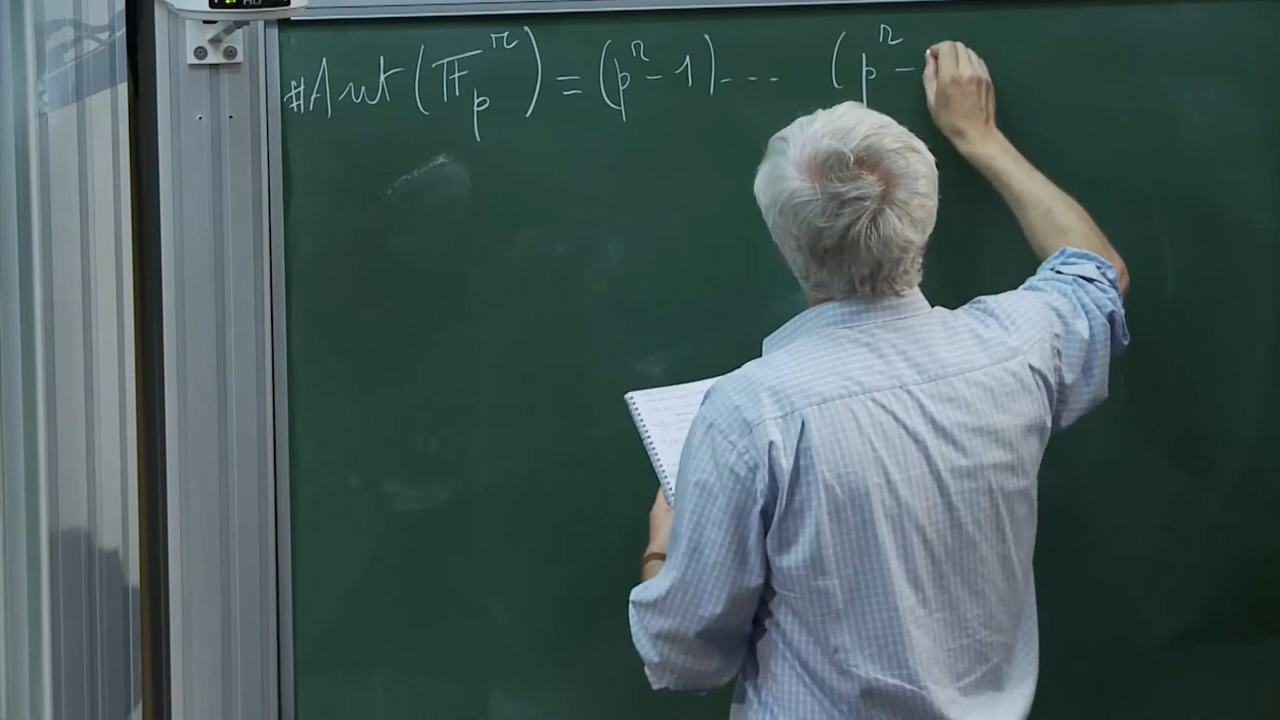 #Aut(𝔽_p^r) = (p^r - 1) --- (p^r -